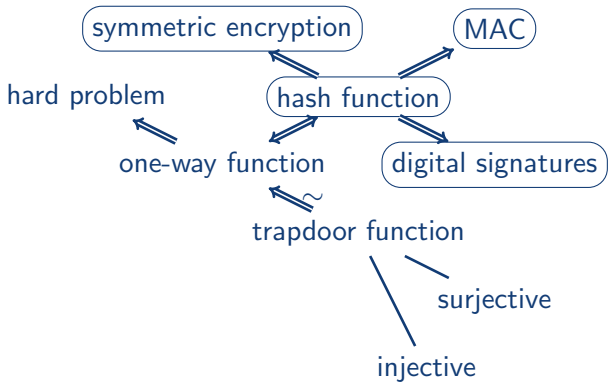 symmetric encryption
MAC
hard problem
hash function
one-way function
digital signatures
~
trapdoor function
surjective
injective